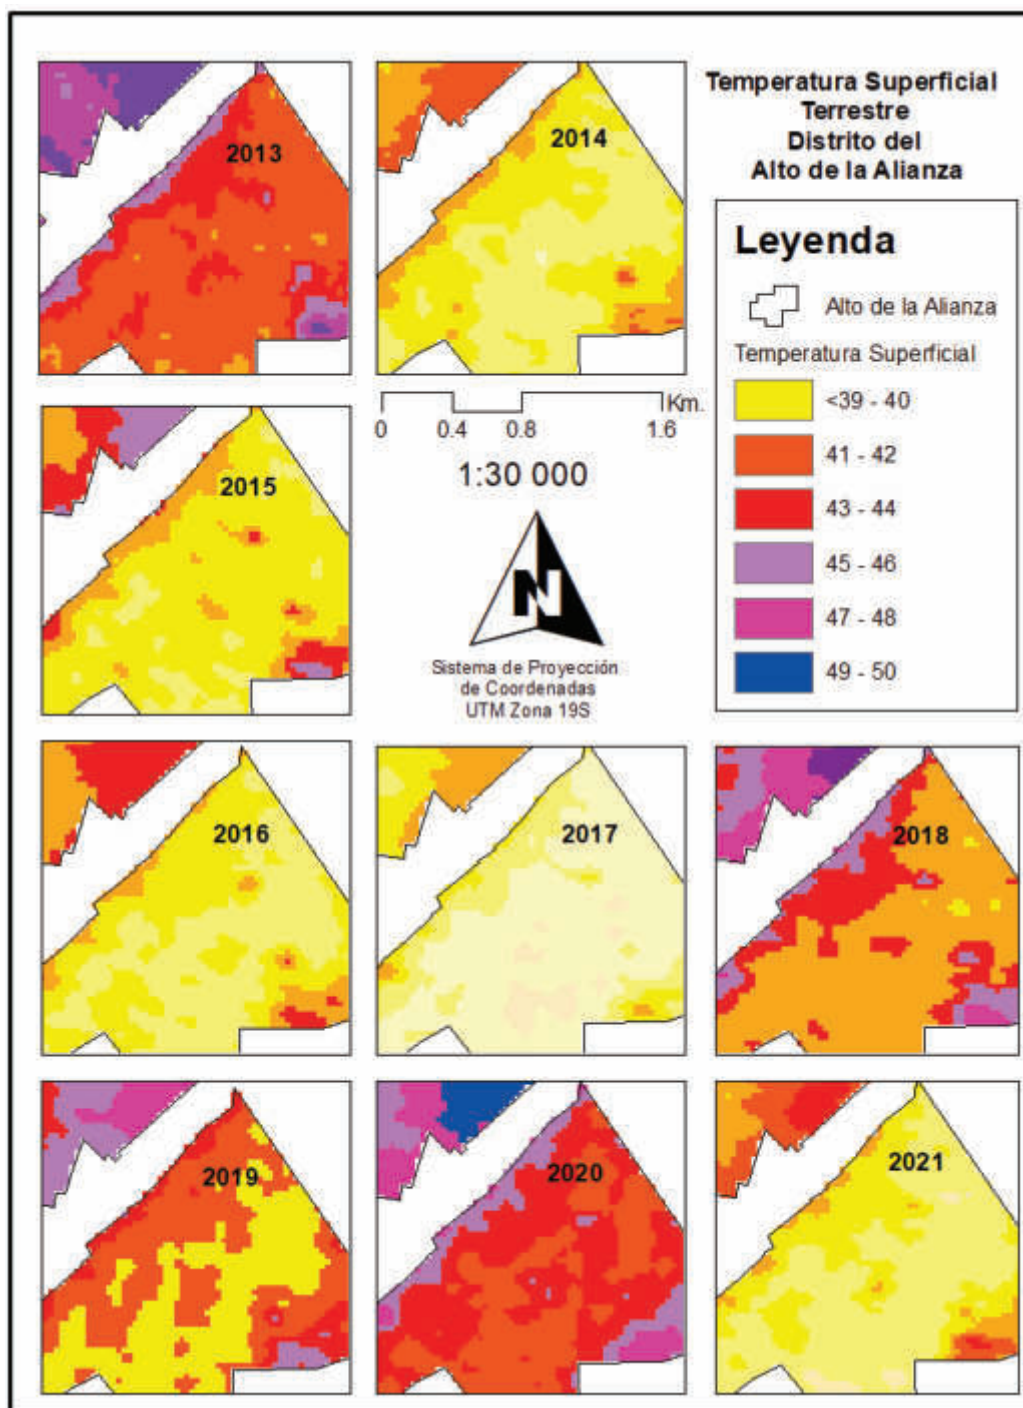 Temperatura Superficial
Terrestre
Distrito del
Alto de la Alianza
2013
2014
Leyenda
Alto de la Alianza
Temperatura Superficial
<39 - 40
41 - 42
43 - 44
45 - 46
47 - 48
49 - 50
Km.
0 0.4 0.8 1.6
1:30 000
2015
N
Sistema de Proyección
de Coordenadas
UTM Zona 19S
2016
2017
2018
2019
2020
2021